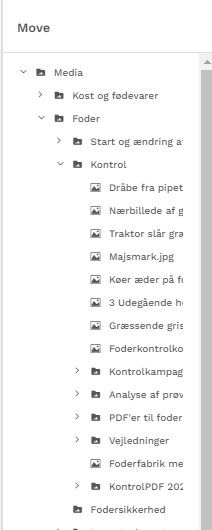 Move
Media
Kost og fødevarer
Foder
Start og ændring a
Kontrol
Dråbe fra pipet
Nærbillede af g
Traktor slår græ
Majsmark.jpg
Køer æder på f
3 Udegående h
Græssende gris
Foderkontrolko
Kontrolkampag
Analyse af prøv
PDF'er til foder
Vejledninger
Foderfabrik me
KontrolPDF 202
Fodersikkerhed